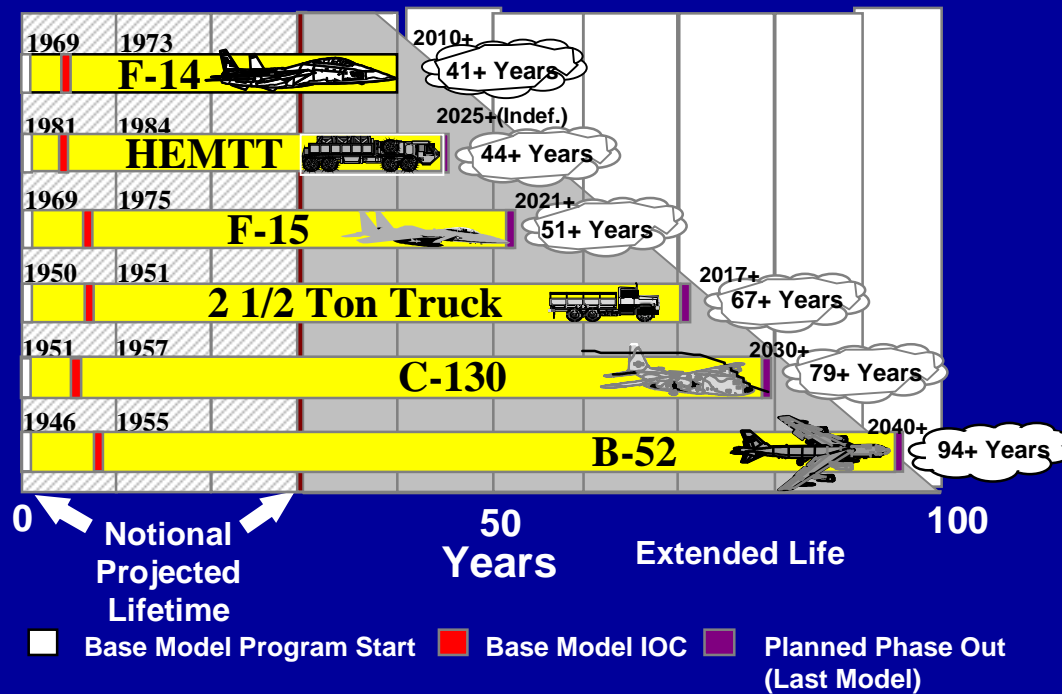 1969 1973 2010+
F-14 41+ Years
1981 1984 2025+(Indef.)
HEMTT 44+ Years
1969 1975 2021+
F-15 51+ Years
1950 1951 2017+
2 1/2 Ton Truck 67+ Years
1951 1957 2030+
C-130 79+ Years
1946 1955 2040+
B-52 94+ Years
0 50 100
Notional
Projected
Lifetime
Years
Extended Life
Base Model Program Start
Base Model IOC
Planned Phase Out
(Last Model)